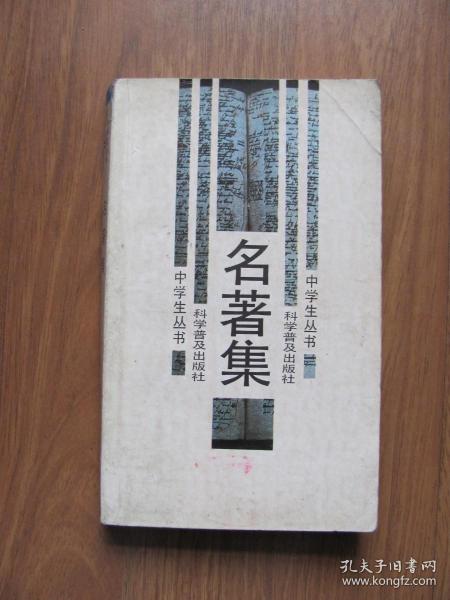 名著集
中学生丛书
科学普及出版社
科学普及出版社
中学生丛书
孔夫子旧书网
www.kongfz.com